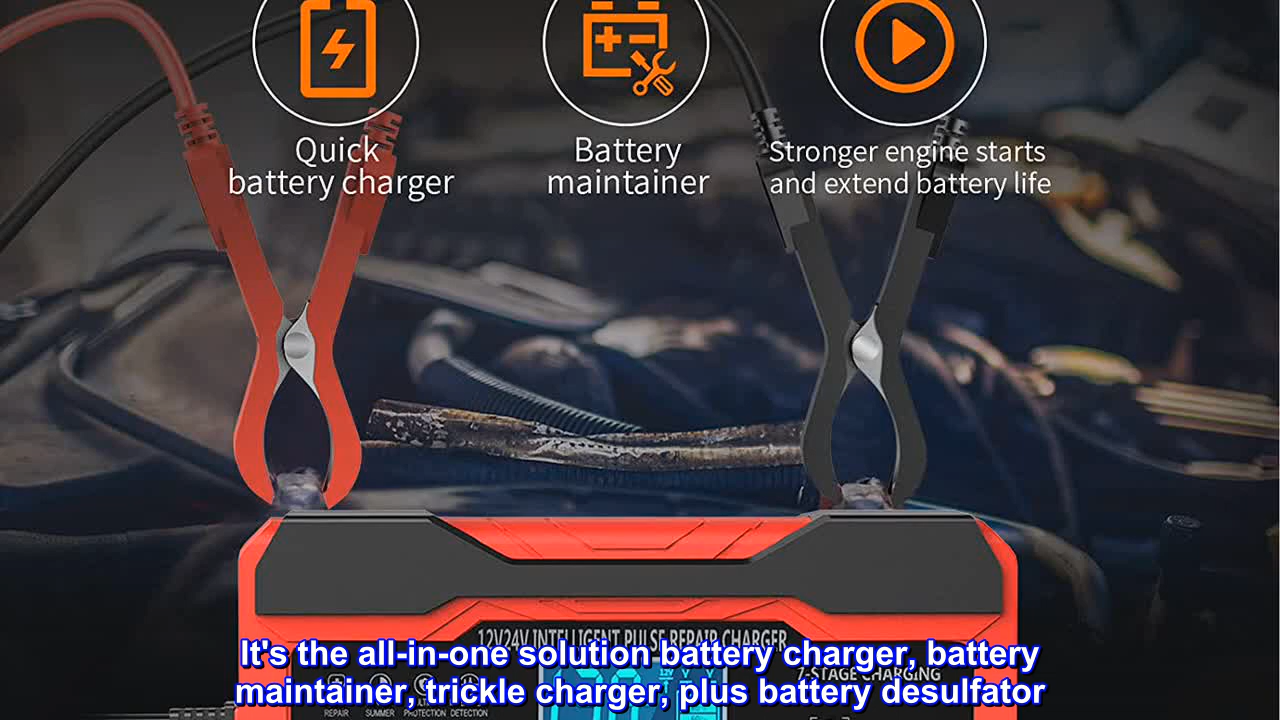 Quick
battery charger
Battery
maintainer
Stronger engine starts
and extend battery life
12V24V INTELLIGENT PULSE REPAIR CHARGER
It's the all-in-one solution battery charger, battery
7-STAGE CHARGING
maintainer, trickle charger, plus battery desulfator
REPAIR SUMMER PROTECTION DETECTION